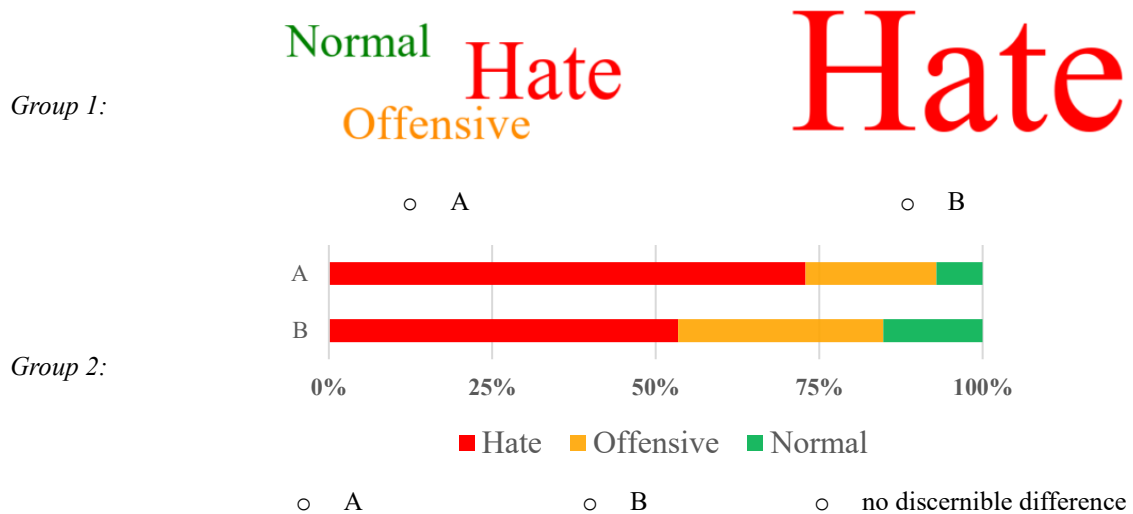 Normal
Hate
Hate
Group 1:
Offensive
○ A ○ B
A
B
Group 2:
0% 25% 50% 75% 100%
Hate Offensive Normal
○ A ○ B ○ no discernible difference